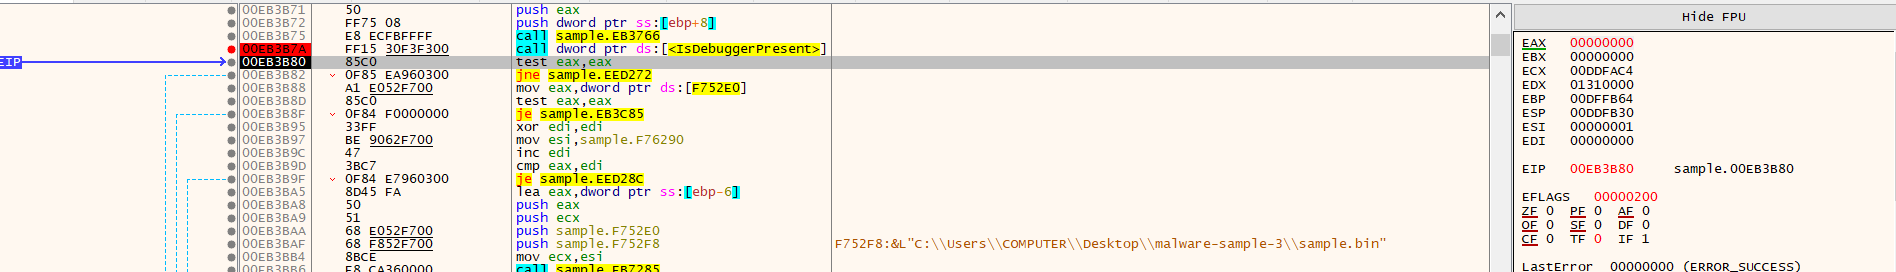 00EB3B71 50 push eax
00EB3B72 FF75 08 push dword ptr ss:[ebp+8]
00EB3B75 E8 ECFBFFFF call sample.EB3766
00EB3B7A FF15 30F3F300 call dword ptr ds:[<IsDebuggerPresent>]
EIP 00EB3B80 85C0 test eax,eax
00EB3B82 0F85 EA960300 jne sample.EED272
00EB3B88 A1 E052F700 mov eax,dword ptr ds:[F752E0]
00EB3B8D 85C0 test eax,eax
00EB3B8F 0F84 F0000000 je sample.EB3C85
00EB3B95 33FF xor edi,edi
00EB3B97 BE 9062F700 mov esi,sample.F76290
00EB3B9C 47 inc edi
00EB3B9D 3BC7 cmp eax,edi
00EB3B9F 0F84 E7960300 je sample.EED28C
00EB3BA5 8D45 FA lea eax,dword ptr ss:[ebp-6]
00EB3BA8 50 push eax
00EB3BA9 51 push ecx
00EB3BAA 68 E052F700 push sample.F752E0
00EB3BAF 68 F852F700 push sample.F752F8 F752F8:&L"C:\\Users\\COMPUTER\\Desktop\\malware-sample-3\\sample.bin"
00EB3BB4 8BCE mov ecx,esi
00EB3BB6 E8 CA360000 call sample.EB7285
Hide FPU
EAX 00000000
EBX 00000000
ECX 00DDFAC4
EDX 01310000
EBP 00DFFB64
ESP 00DDFB30
ESI 00000001
EDI 00000000
EIP 00EB3B80 sample.00EB3B80
EFLAGS 00000200
ZF 0 PF 0 AF 0
OF 0 SF 0 DF 0
CF 0 TF 0 IF 1
LastError 00000000 (ERROR_SUCCESS)